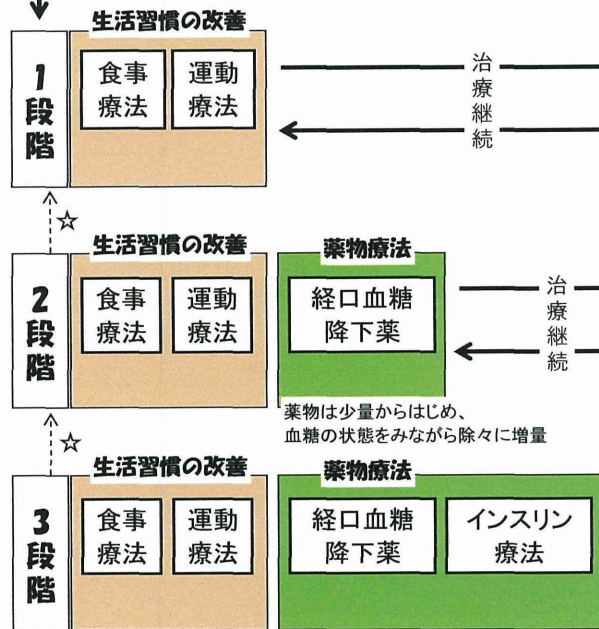 生活習慣の改善
1段階
食事療法
運動療法
治療継続
☆
生活習慣の改善
薬物療法
2段階
食事療法
運動療法
経口血糖降下薬
治療継続
薬物は少量からはじめ、
血糖の状態をみながら除々に増量
☆
生活習慣の改善
薬物療法
3段階
食事療法
運動療法
経口血糖降下薬
インスリン療法